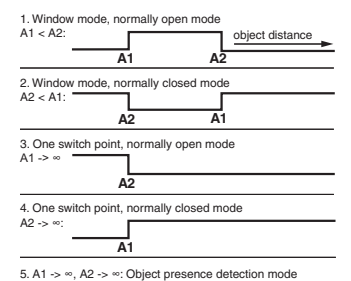 1. Window mode, normally open mode
A1 < A2:
object distance
A1 A2
2. Window mode, normally closed mode
A2 < A1:
A2 A1
3. One switch point, normally open mode
A1 -> ∞
A2
4. One switch point, normally closed mode
A2 -> ∞:
A1
5. A1 -> ∞, A2 -> ∞: Object presence detection mode